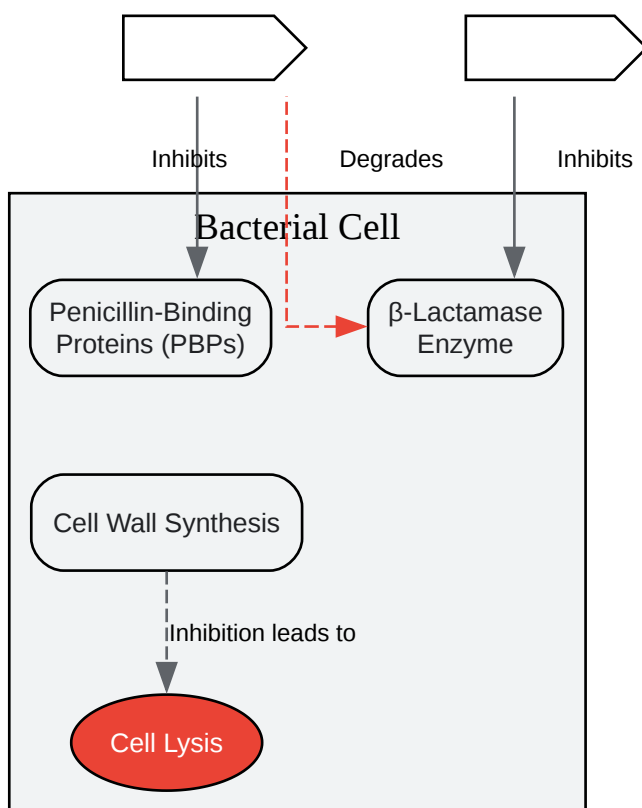 Inhibits
Degrades
Inhibits
Bacterial Cell
Penicillin-Binding
Proteins (PBPs)
β-Lactamase
Enzyme
Cell Wall Synthesis
Inhibition leads to
Cell Lysis